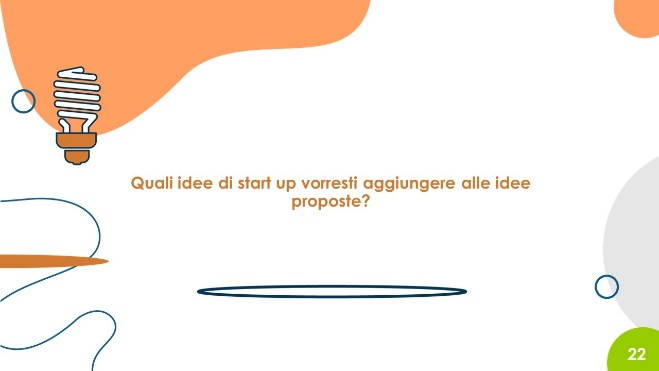 Quali idee di start up vorresti aggiungere alle idee
proposte?
22